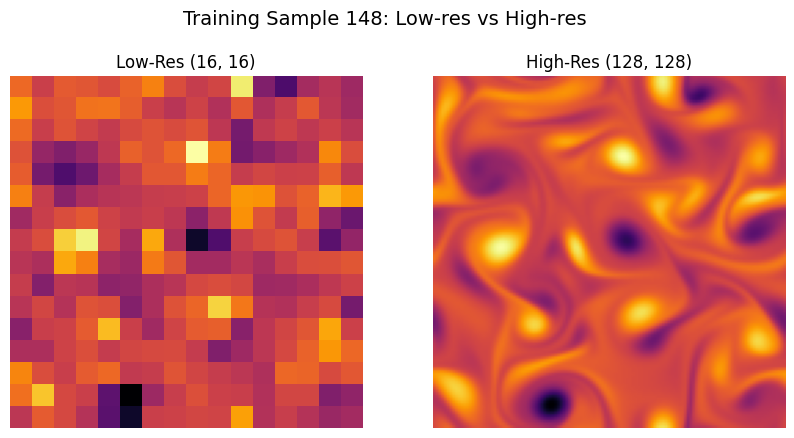 Training Sample 148: Low-res vs High-res
Low-Res (16, 16)
High-Res (128, 128)